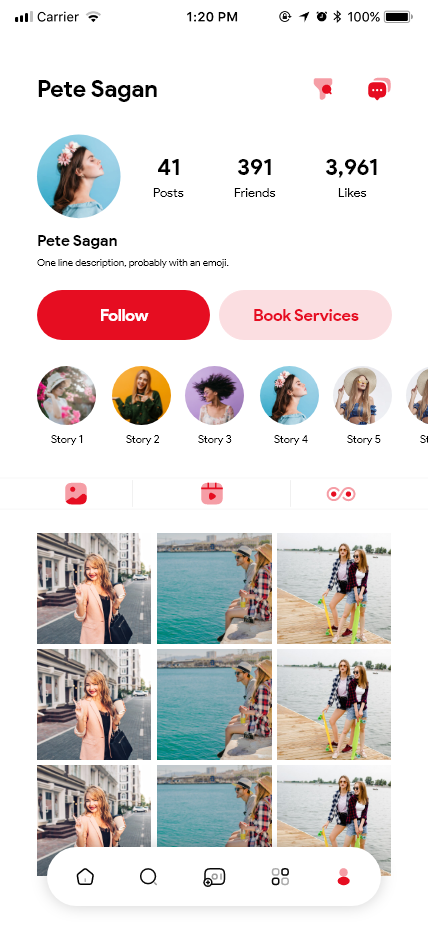 Carrier 1:20 PM 100%
Pete Sagan
41 391 3,961
Posts Friends Likes
Pete Sagan
One line description, probably with an emoji.
Follow Book Services
Story 1 Story 2 Story 3 Story 4 Story 5 St